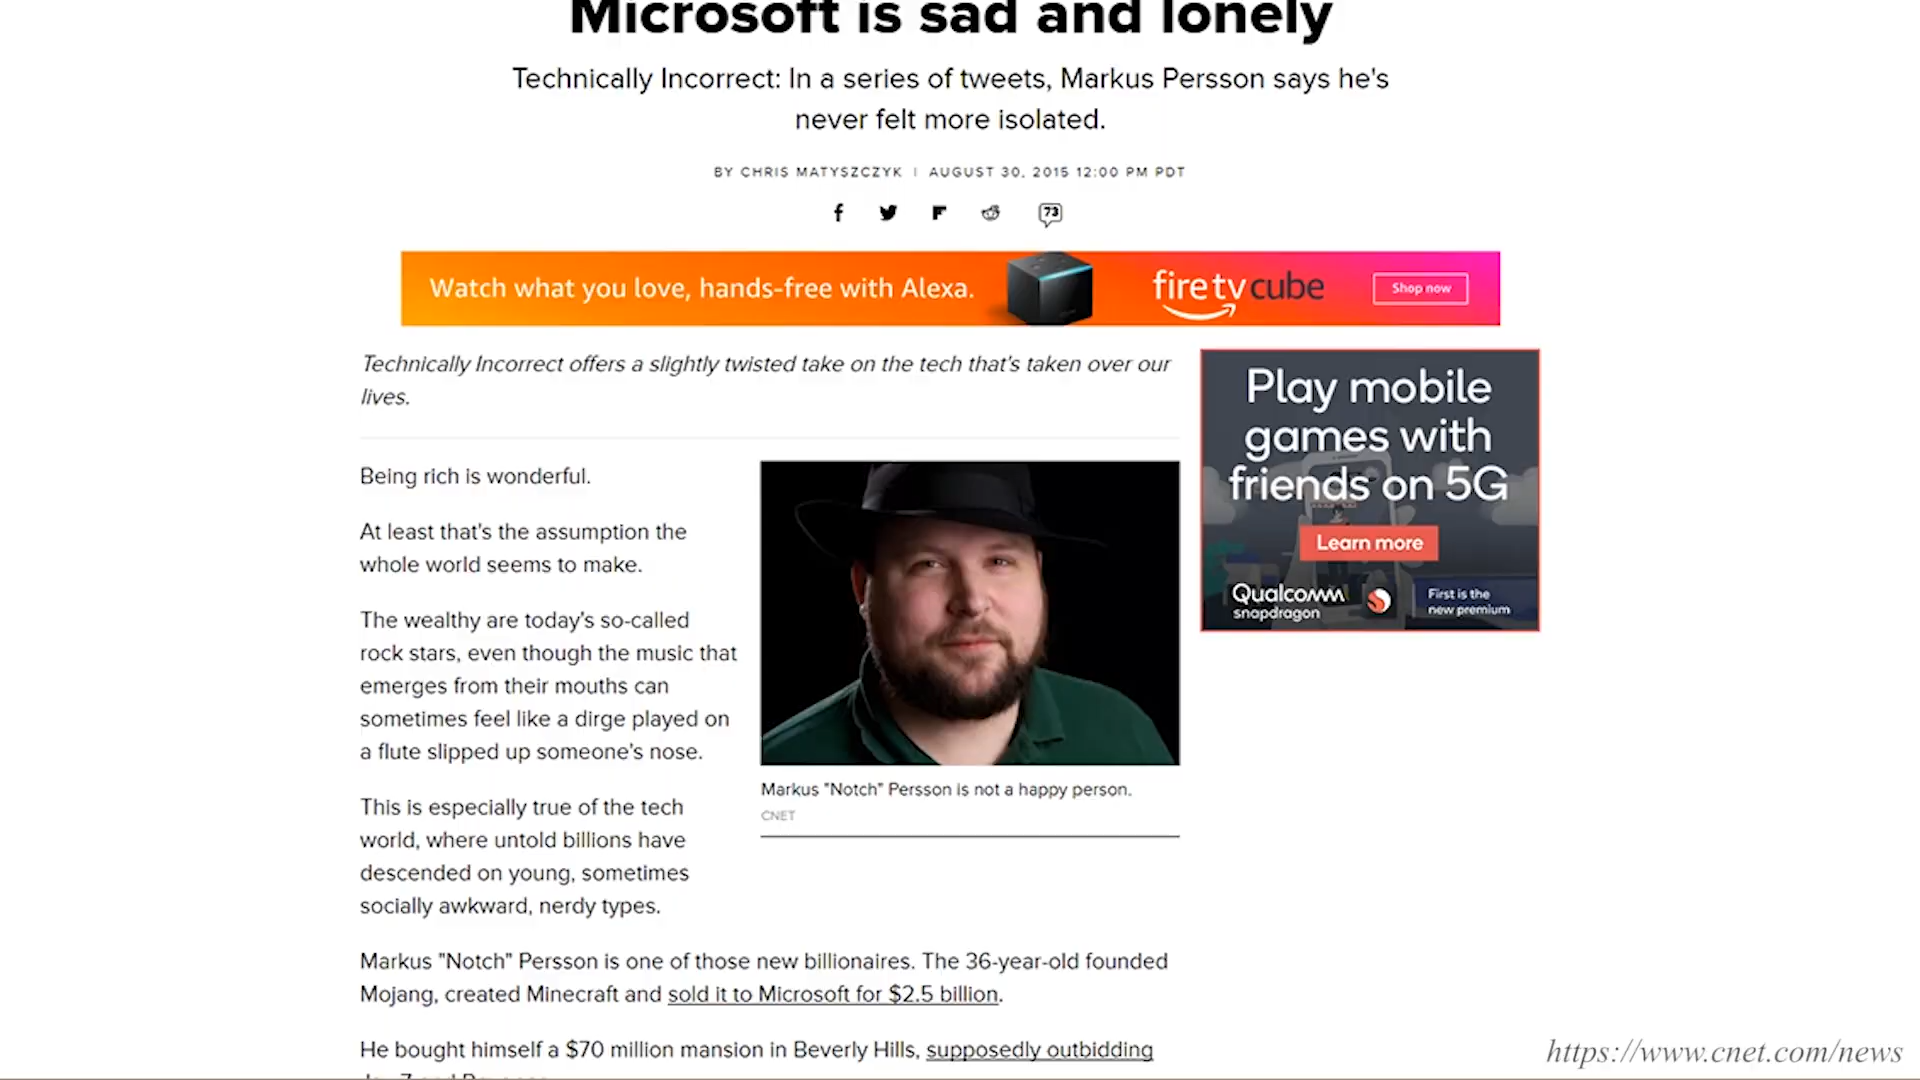 Microsoft is sad and lonely
Technically Incorrect: In a series of tweets, Markus Persson says he's
never felt more isolated.
BY CHRIS MATYSZCZYK | AUGUST 30, 2015 12:00 PM PDT
73
Watch what you love, hands-free with Alexa.
fire tv cube
Shop now
Technically Incorrect offers a slightly twisted take on the tech that's taken over our
lives.
Play mobile
games with
friends on 5G
Learn more
Qualcomm
snapdragon
First is the
new premium
Being rich is wonderful.
At least that's the assumption the
whole world seems to make.
The wealthy are today's so-called
rock stars, even though the music that
emerges from their mouths can
sometimes feel like a dirge played on
a flute slipped up someone's nose.
This is especially true of the tech
world, where untold billions have
descended on young, sometimes
socially awkward, nerdy types.
Markus "Notch" Persson is not a happy person.
CNET
Markus "Notch" Persson is one of those new billionaires. The 36-year-old founded
Mojang, created Minecraft and sold it to Microsoft for $2.5 billion.
He bought himself a $70 million mansion in Beverly Hills, supposedly outbidding
https://www.cnet.com/news